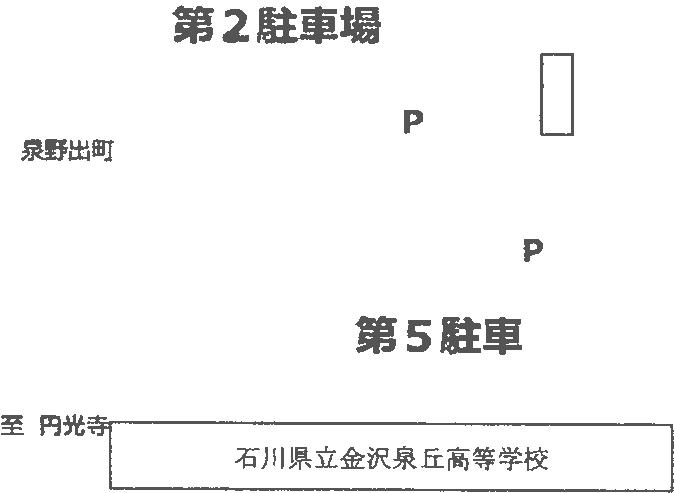 第２駐車場
P
泉野出町
P
第５駐車
至 円光寺
石川県立金沢泉丘高等学校